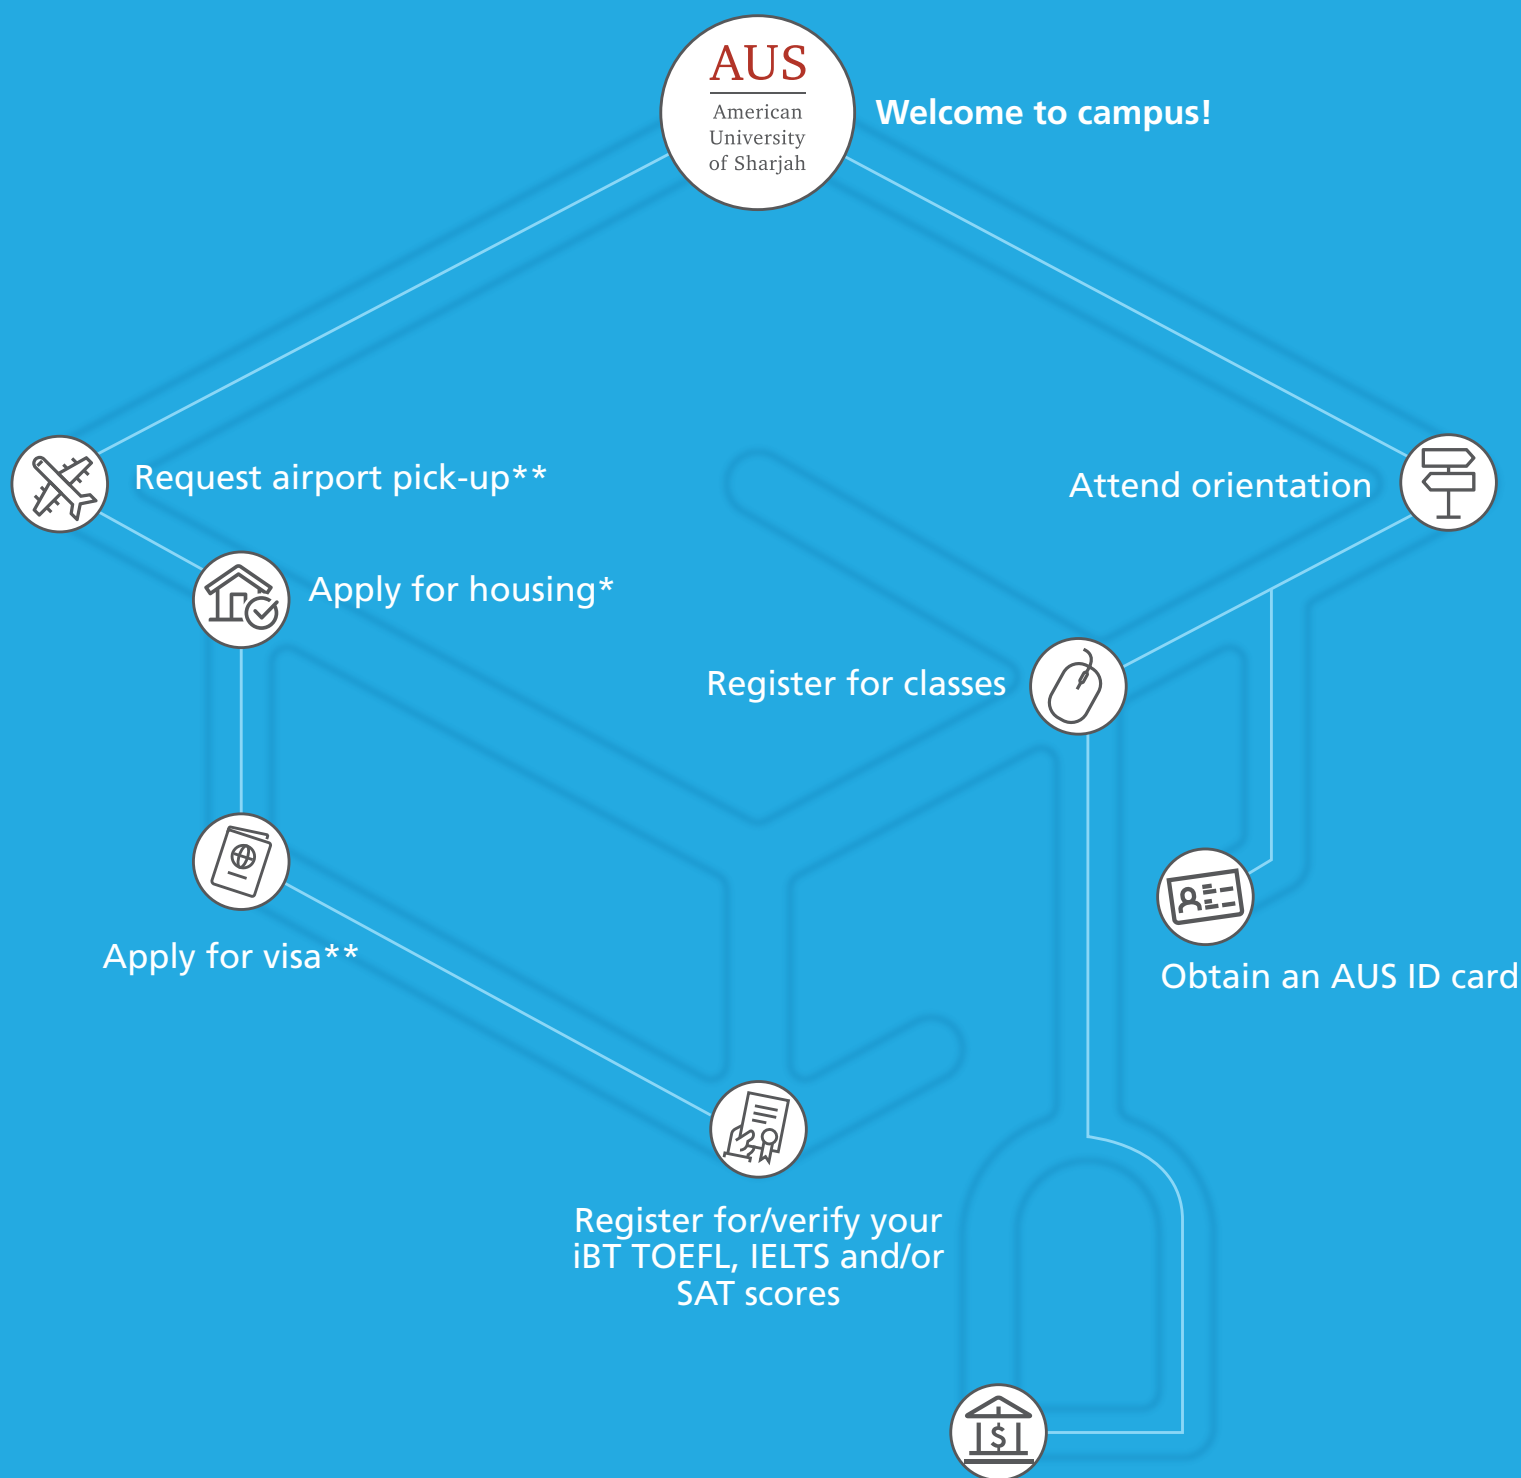 AUS
American
University
of Sharjah
Welcome to campus!
Request airport pick-up**
Attend orientation
Apply for housing*
Register for classes
Apply for visa**
Obtain an AUS ID card
Register for/verify your
iBT TOEFL, IELTS and/or
SAT scores
$